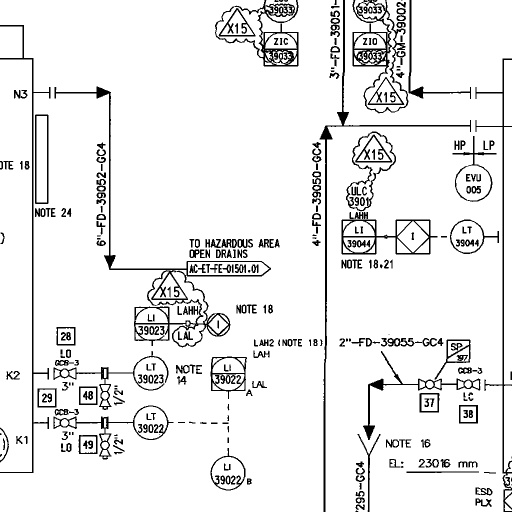 39033
X15
ZIC
39033
39033
ZIO
39033
3"-FD-39051-
4"-GM-39002
X15
N3
OTE 18
NOTE 24
6"-FD-39052-GC4
4"-FD-39050-GC4
X15
HP
LP
EVU
005
ULC
3901
LAHH
LI
39044
I
LT
39044
NOTE 18.21
TO HAZARDOUS AREA
OPEN DRAINS
AC-ET-FE-01501.01
X15
LAHH
NOTE 18
LI
39023
I
LAL
28
LO
GCB-3
3"
K2
48
1/2"
LT
39023
NOTE
14
LAH2 (NOTE 18)
LAH
LI
39022
LAL
A
29
GCB-3
3"
LO
K1
49
1/2"
LT
39022
LI
39022
B
2"-FD-39055-GC4
SP
397
GCB-3
LC
37
38
NOTE 16
EL: 23016 mm
295-GC4
ESD
PLX